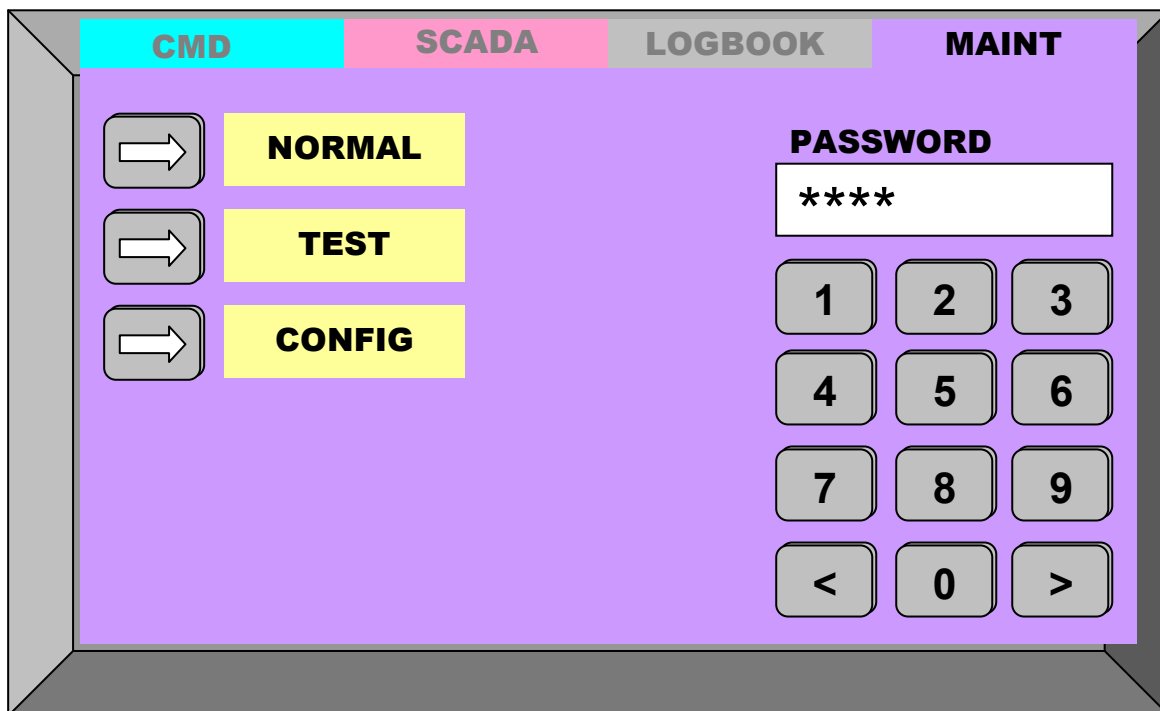 CMD SCADA LOGBOOK MAINT
NORMAL
TEST
CONFIG
PASSWORD
****
1 2 3
4 5 6
7 8 9
< 0 >